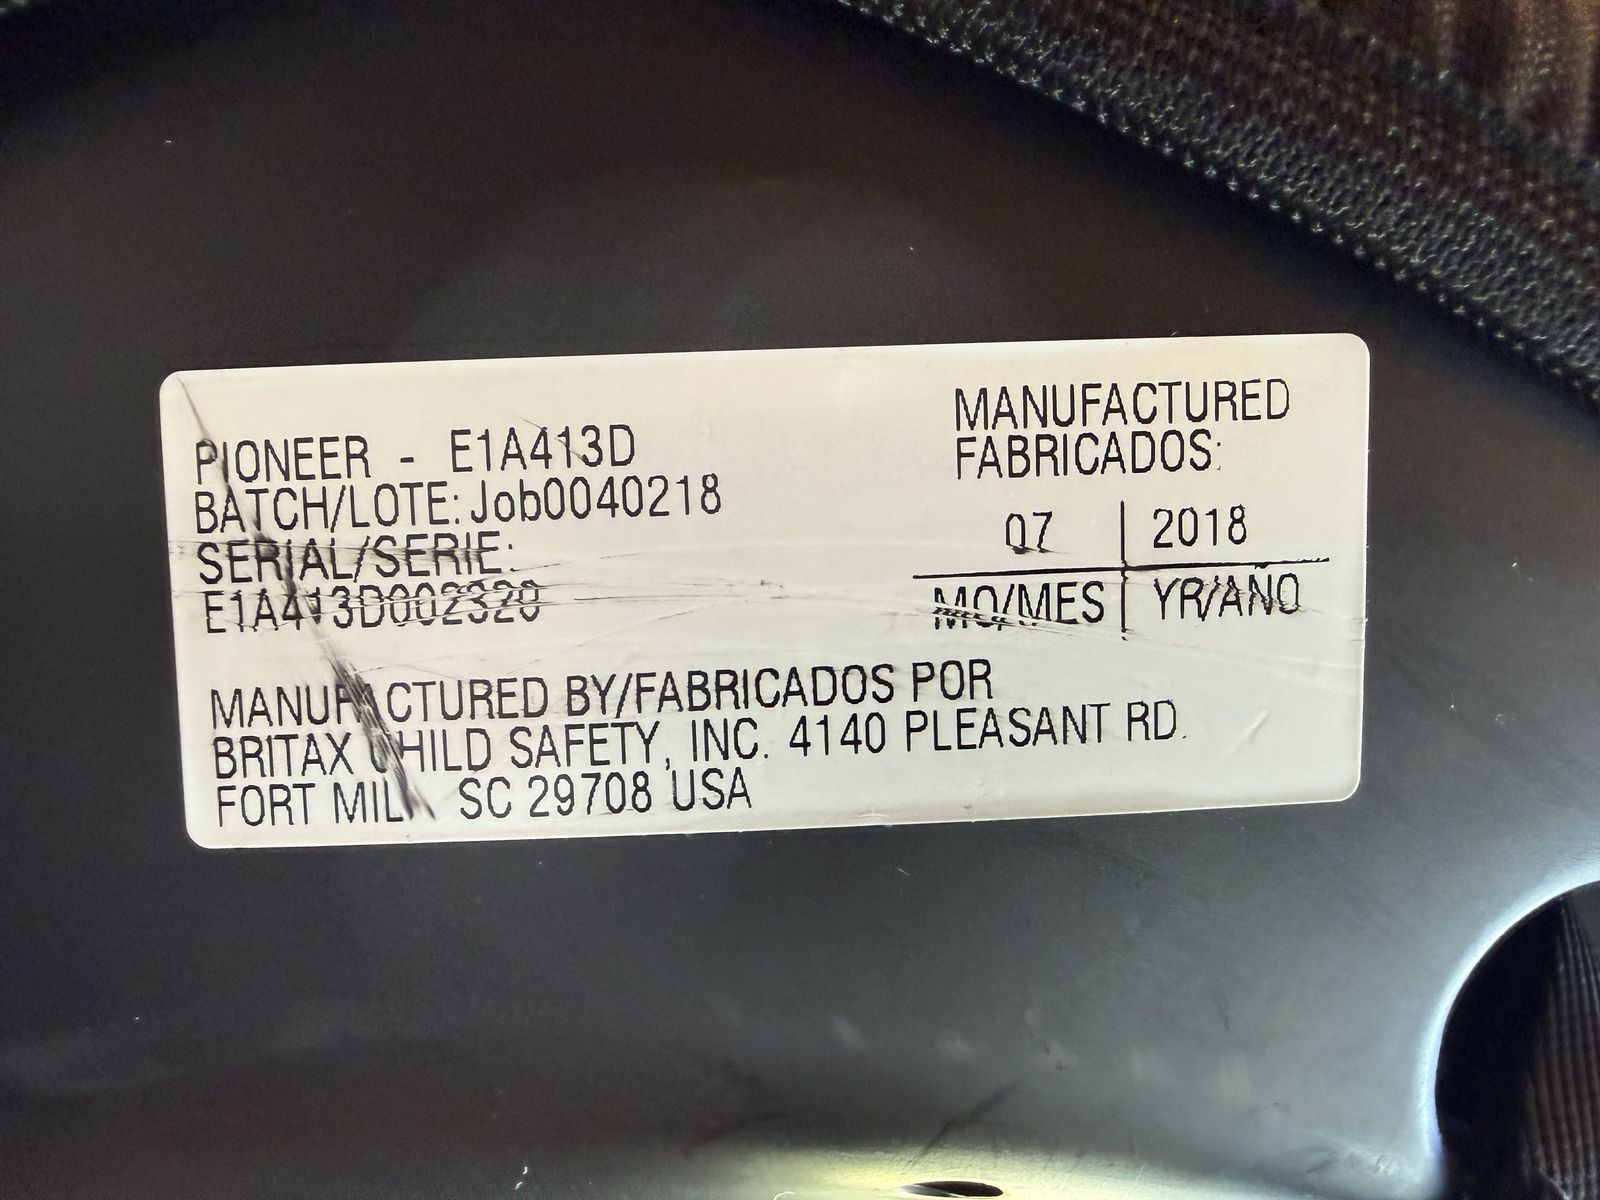 PIONEER - E1A413D
BATCH/LOTE: Job0040218
SERIAL/SERIE:
E1A413D002320
MANUFACTURED
FABRICADOS:
07 2018
MO/MES YR/AÑO
MANUFACTURED BY/FABRICADOS POR
BRITAX CHILD SAFETY, INC. 4140 PLEASANT RD.
FORT MILL SC 29708 USA